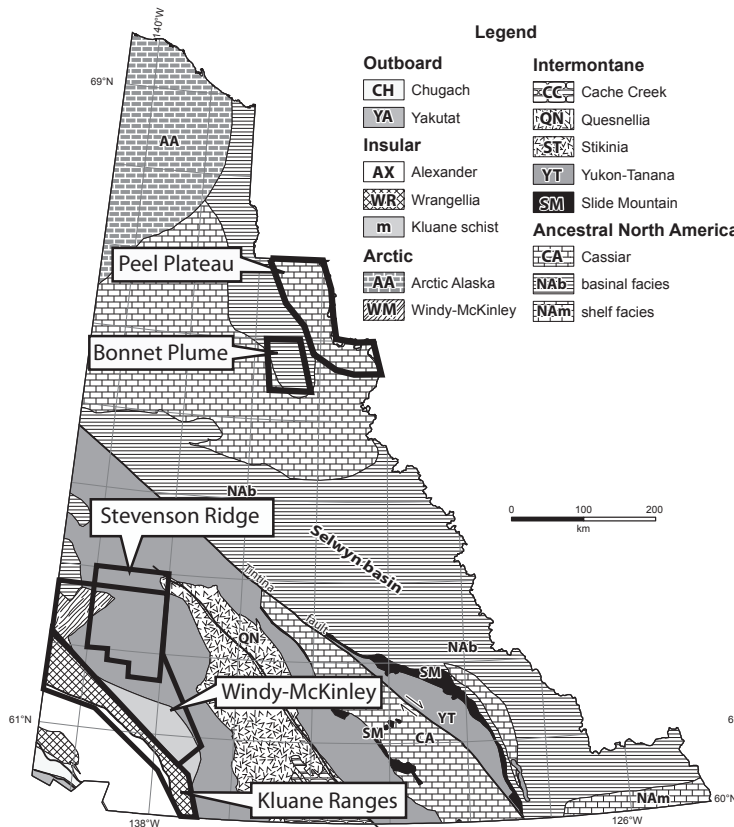 Legend
Outboard
CH Chugach
YA Yakutat
Insular
AX Alexander
WR Wrangellia
m Kluane schist
Arctic
AA Arctic Alaska
WM Windy-McKinley
Intermontane
CC Cache Creek
QN Quesnellia
ST Stikinia
YT Yukon-Tanana
SM Slide Mountain
Ancestral North America
CA Cassiar
NAb basinal facies
NAm shelf facies
140°W
69°N
AA
Peel Plateau
Bonnet Plume
NAb
Stevenson Ridge
0 100 200
km
Selwyn basin
Tintina
fault
QN
NAb
SM
Windy-McKinley
YT
61°N
6
SM
CA
Kluane Ranges
NAm
60°N
138°W
126°W